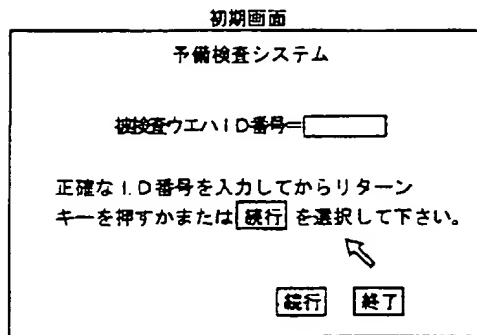 初期画面
予備検査システム
被検査ウエハID番号=
正確なI.D番号を入力してからリターン
キーを押すかまたは 続行 を選択して下さい。
続行 終了